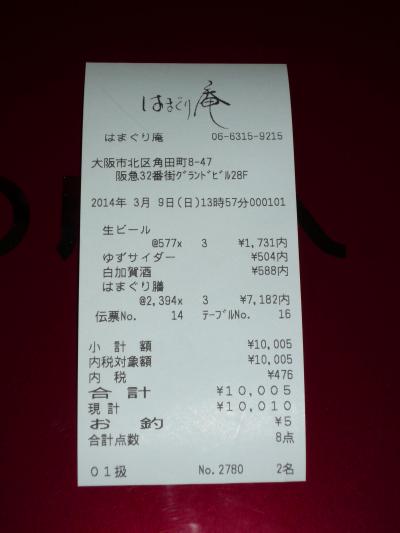 はまぐり庵
はまぐり庵 06-6315-9215
大阪市北区角田町8-47
阪急32番街グランドビル28F
2014年 3月 9日(日)13時57分000101
生ビール
@577x 3 ¥1,731内
ゆずサイダー ¥504内
白加賀酒 ¥588内
はまぐり膳
@2,394x 3 ¥7,182内
伝票No. 14 テーブルNo. 16
小計額 ¥10,005
内税対象額 ¥10,005
内税 ¥476
合計 ¥10,005
現計 ¥10,010
お釣 ¥5
合計点数 8点
01扱 No.2780 2名